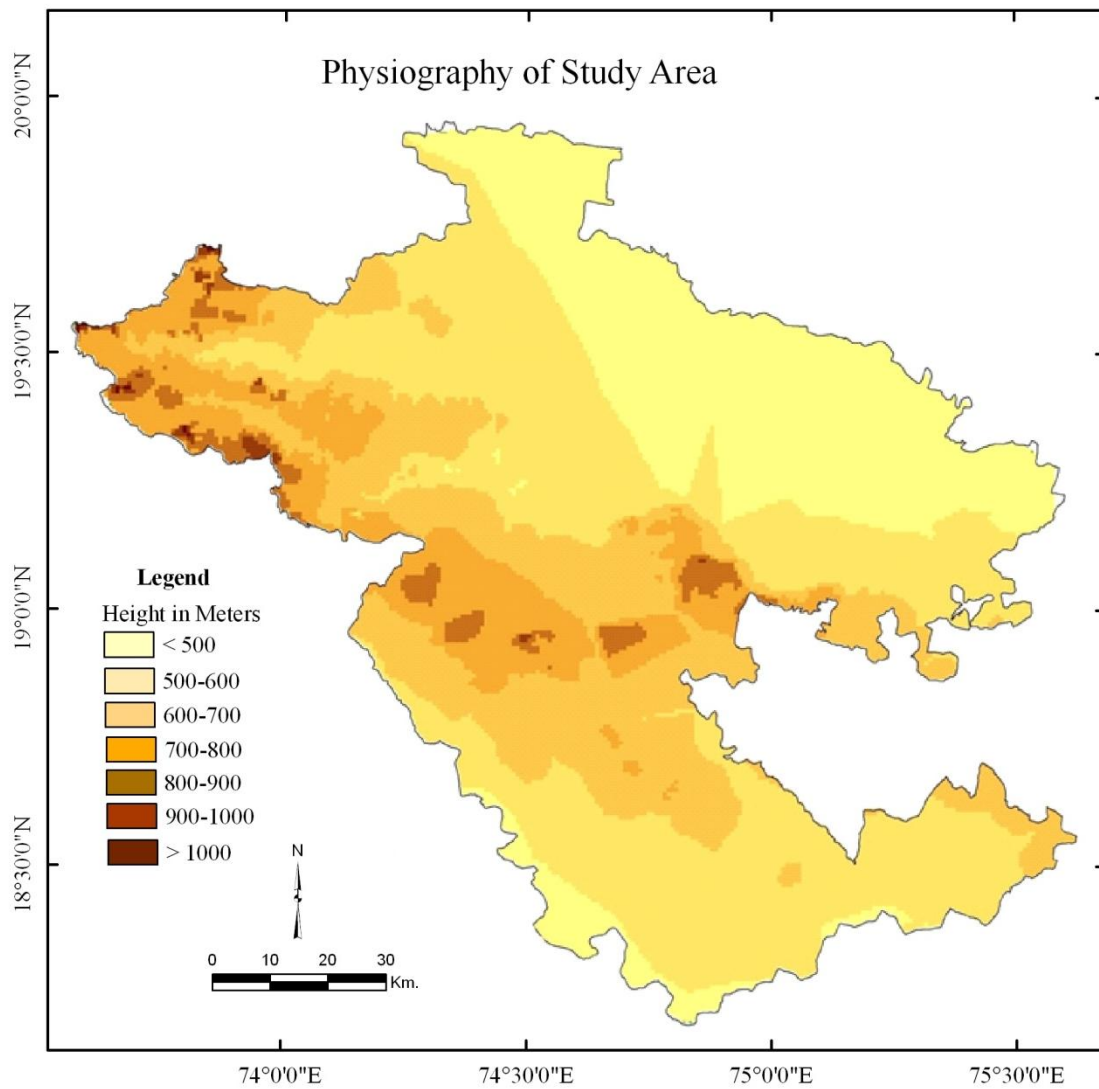 Physiography of Study Area
20°0'0"N
19°30'0"N
19°0'0"N
18°30'0"N
Legend
Height in Meters
< 500
500-600
600-700
700-800
800-900
900-1000
> 1000
N
0 10 20 30
Km.
74°0'0"E 74°30'0"E 75°0'0"E 75°30'0"E